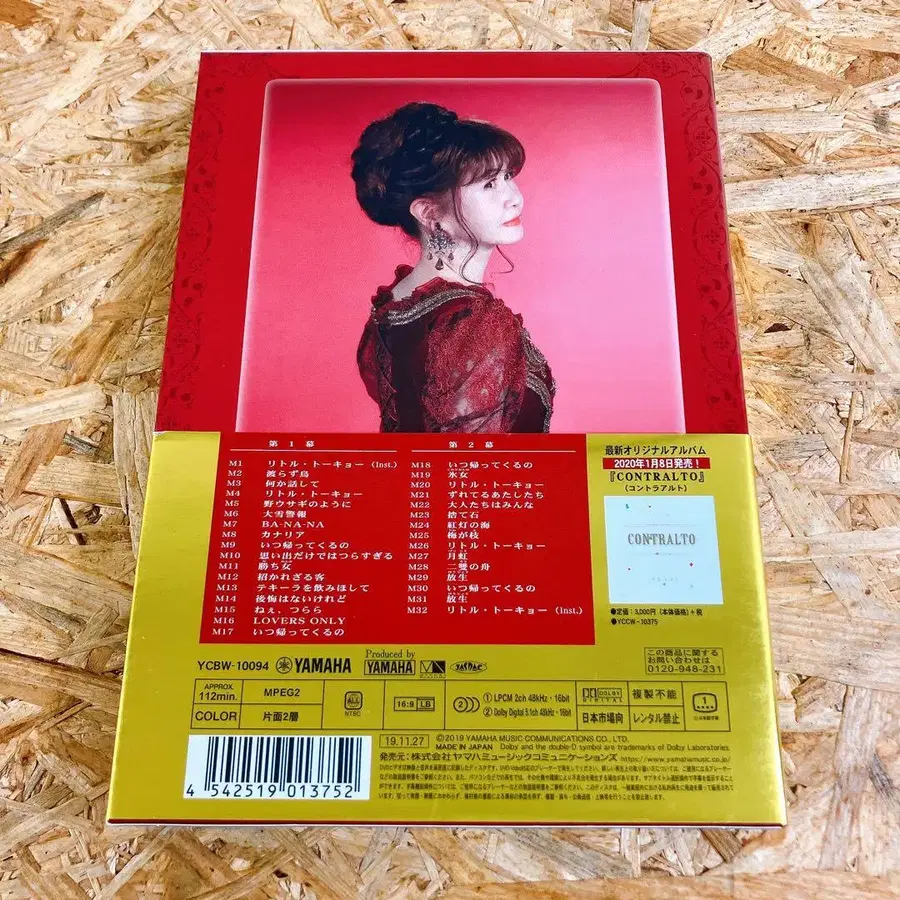 第1幕
M1 リトル・トーキョー (Inst.)
M2 渡らず鳥
M3 何か話して
M4 リトル・トーキョー
M5 野ウサギのように
M6 大雪警報
M7 BA-NA-NA
M8 カナリア
M9 いつ帰ってくるの
M10 思い出だけではつらすぎる
M11 勝ち女
M12 招かれざる客
M13 テキーラを飲みほして
M14 後悔はないけれど
M15 ねぇ、つらら
M16 LOVERS ONLY
M17 いつ帰ってくるの
第2幕
M18 いつ帰ってくるの
M19 氷女
M20 リトル・トーキョー
M21 ずれてるあたしたち
M22 大人たちはみんな
M23 捨て石
M24 紅灯の海
M25 梅が枝
M26 リトル・トーキョー
M27 月虹
M28 二雙の舟
M29 放生
M30 いつ帰ってくるの
M31 放生
M32 リトル・トーキョー (Inst.)
最新オリジナルアルバム
2020年1月8日発売!
『CONTRALTO』
(コントラアルト)
CONTRALTO
●定価:3,000円 (本体価格)+税
●YCCW-10375
YCBW-10094 YAMAHA Produced by YAMAHA JASRAC
この商品に関する
お問い合わせは
0120-948-231
APPROX. 112min. MPEG2 ALL NTSC 16:9 LB
COLOR 片面2層
2 ①LPCM 2ch 48kHz・16bit
②Dolby Digital 5.1ch 48kHz・16bit
DOLBY DIGITAL 複製不能
日本市場向 レンタル禁止
19.11.27 ©2019 YAMAHA MUSIC COMMUNICATIONS CO., LTD.
MADE IN JAPAN Dolby and the double-D symbol are trademarks of Dolby Laboratories.
発売元:株式会社ヤマハミュージックコミュニケーションズ https://www.yamahamusic.co.jp/
4 542519 013752